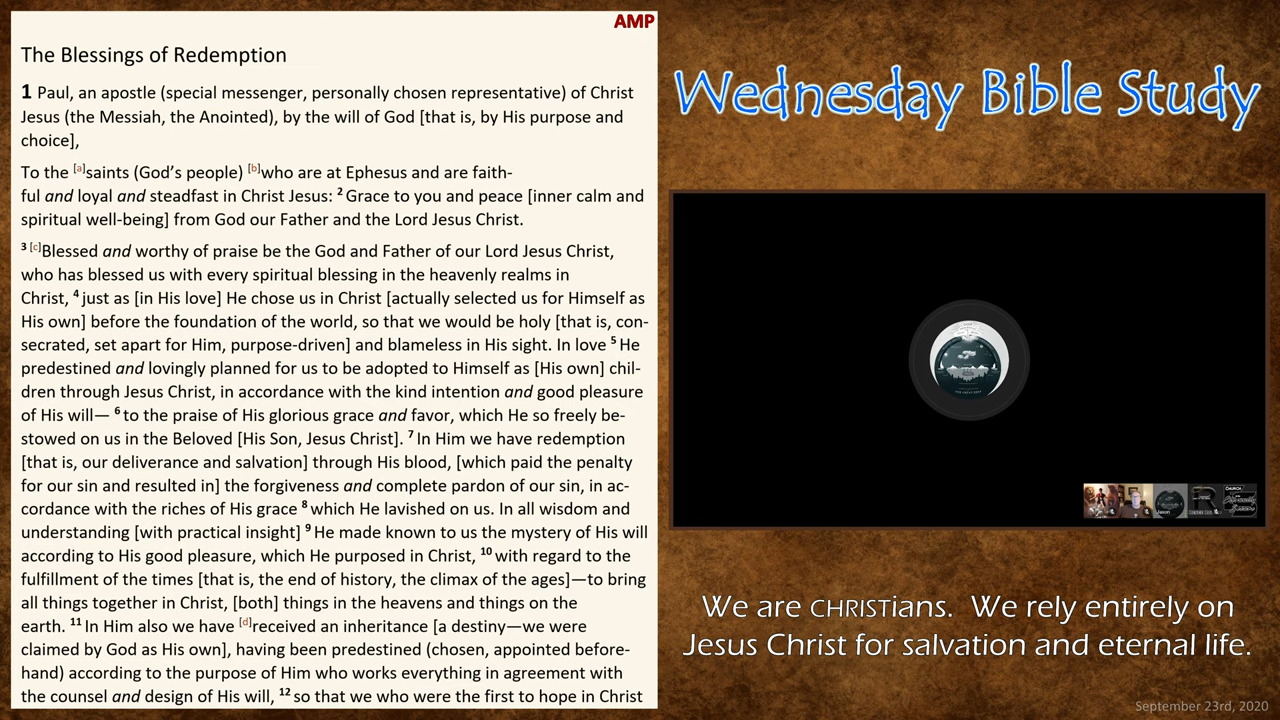 AMP
The Blessings of Redemption
1 Paul, an apostle (special messenger, personally chosen representative) of Christ
Jesus (the Messiah, the Anointed), by the will of God [that is, by His purpose and
choice],
To the [a]saints (God’s people) [b]who are at Ephesus and are faith-
ful and loyal and steadfast in Christ Jesus: 2 Grace to you and peace [inner calm and
spiritual well-being] from God our Father and the Lord Jesus Christ.
3 [c]Blessed and worthy of praise be the God and Father of our Lord Jesus Christ,
who has blessed us with every spiritual blessing in the heavenly realms in
Christ, 4 just as [in His love] He chose us in Christ [actually selected us for Himself as
His own] before the foundation of the world, so that we would be holy [that is, con-
secrated, set apart for Him, purpose-driven] and blameless in His sight. In love 5 He
predestined and lovingly planned for us to be adopted to Himself as [His own] chil-
dren through Jesus Christ, in accordance with the kind intention and good pleasure
of His will— 6 to the praise of His glorious grace and favor, which He so freely be-
stowed on us in the Beloved [His Son, Jesus Christ]. 7 In Him we have redemption
[that is, our deliverance and salvation] through His blood, [which paid the penalty
for our sin and resulted in] the forgiveness and complete pardon of our sin, in ac-
cordance with the riches of His grace 8 which He lavished on us. In all wisdom and
understanding [with practical insight] 9 He made known to us the mystery of His will
according to His good pleasure, which He purposed in Christ, 10 with regard to the
fulfillment of the times [that is, the end of history, the climax of the ages]—to bring
all things together in Christ, [both] things in the heavens and things on the
earth. 11 In Him also we have [d]received an inheritance [a destiny—we were
claimed by God as His own], having been predestined (chosen, appointed before-
hand) according to the purpose of Him who works everything in agreement with
the counsel and design of His will, 12 so that we who were the first to hope in Christ
Wednesday Bible Study
We are CHRISTians. We rely entirely on
Jesus Christ for salvation and eternal life.
September 23rd, 2020